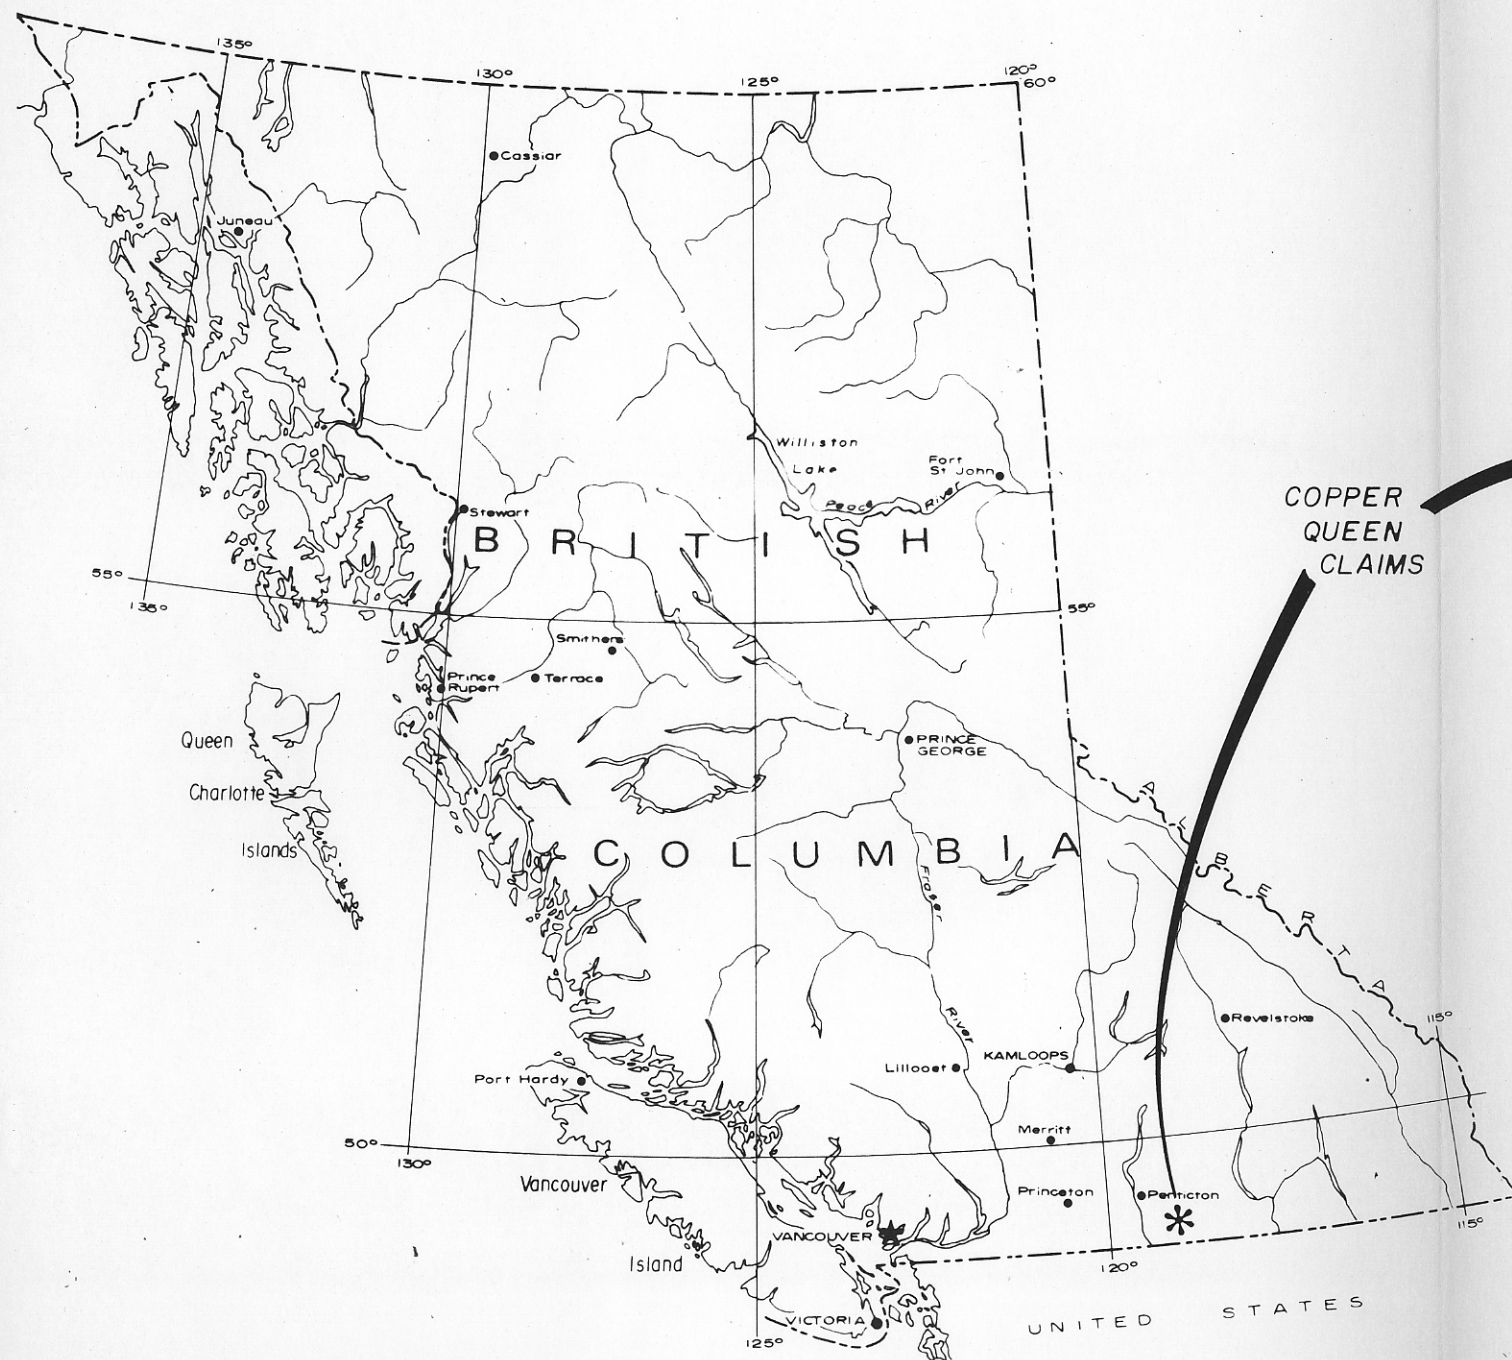 135°
130°
125°
120°
60°
Cassiar
Juneau
Williston
Lake
Fort
St John
Peace River
Stewart
BRITISH
COPPER
QUEEN
CLAIMS
55°
135°
55°
Smithers
Prince
Rupert
Terrace
Queen
Charlotte
Islands
PRINCE
GEORGE
COLUMBIA
ALBERTA
Fraser
River
Revelstoke
115°
Port Hardy
Lillooet
KAMLOOPS
50°
130°
Merritt
Vancouver
Island
Princeton
Penticton
VANCOUVER
115°
120°
VICTORIA
125°
UNITED STATES